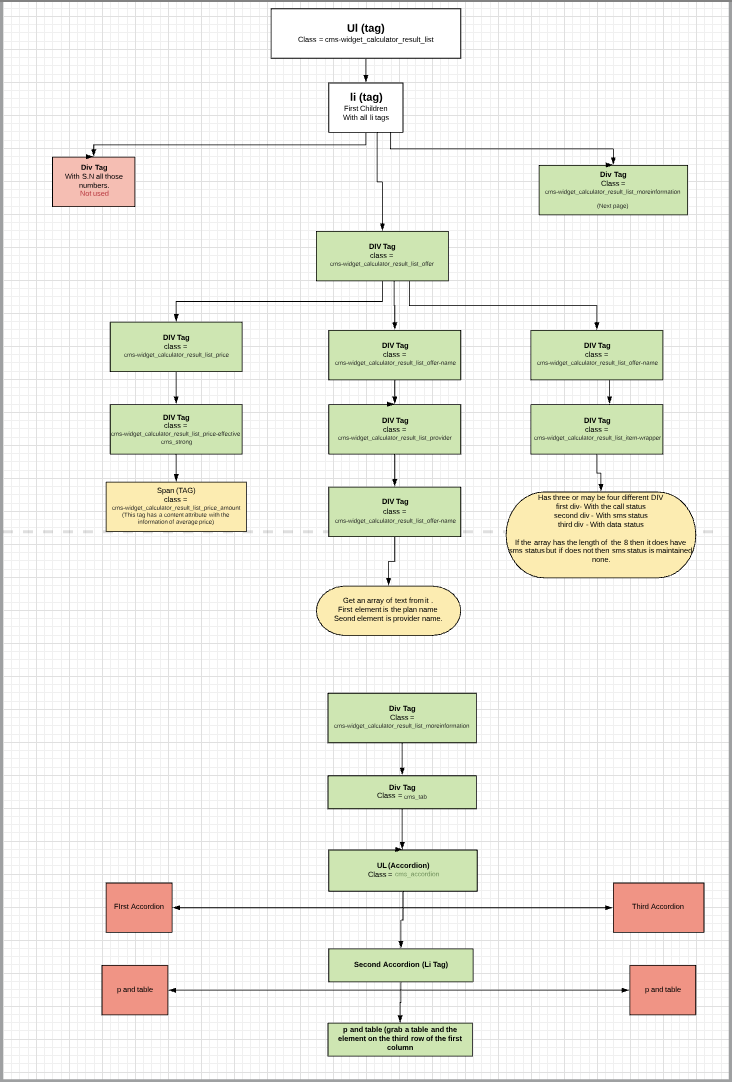 Ul (tag)
Class = cms-widget_calculator_result_list
li (tag)
First Children
With all li tags
Div Tag
With S.N all those
numbers.
Not used
Div Tag
Class =
cms-widget_calculator_result_list_moreinformation
(Next page)
DIV Tag
class =
cms-widget_calculator_result_list_offer
DIV Tag
class =
cms-widget_calculator_result_list_price
DIV Tag
class =
cms-widget_calculator_result_list_offer-name
DIV Tag
class =
cms-widget_calculator_result_list_offer-name
DIV Tag
class =
cms-widget_calculator_result_list_price-effective
cms_strong
DIV Tag
class =
cms-widget_calculator_result_list_provider
DIV Tag
class =
cms-widget_calculator_result_list_item-wrapper
Span (TAG)
class =
cms-widget_calculator_result_list_price_amount
(This tag has a content attribute with the
information of average price)
DIV Tag
class =
cms-widget_calculator_result_list_offer-name
Has three or may be four different DIV
first div- With the call status
second div - With sms status
third div - With data status
If the array has the length of the 8 then it does have
sms status but if does not then sms status is maintained
none.
Get an array of text from it .
First element is the plan name
Seond element is provider name.
Div Tag
Class =
cms-widget_calculator_result_list_moreinformation
Div Tag
Class = cms_tab
UL (Accordion)
Class = cms_accordion
FIrst Accordion
Third Accordion
Second Accordion (Li Tag)
p and table
p and table
p and table (grab a table and the
element on the third row of the first
column